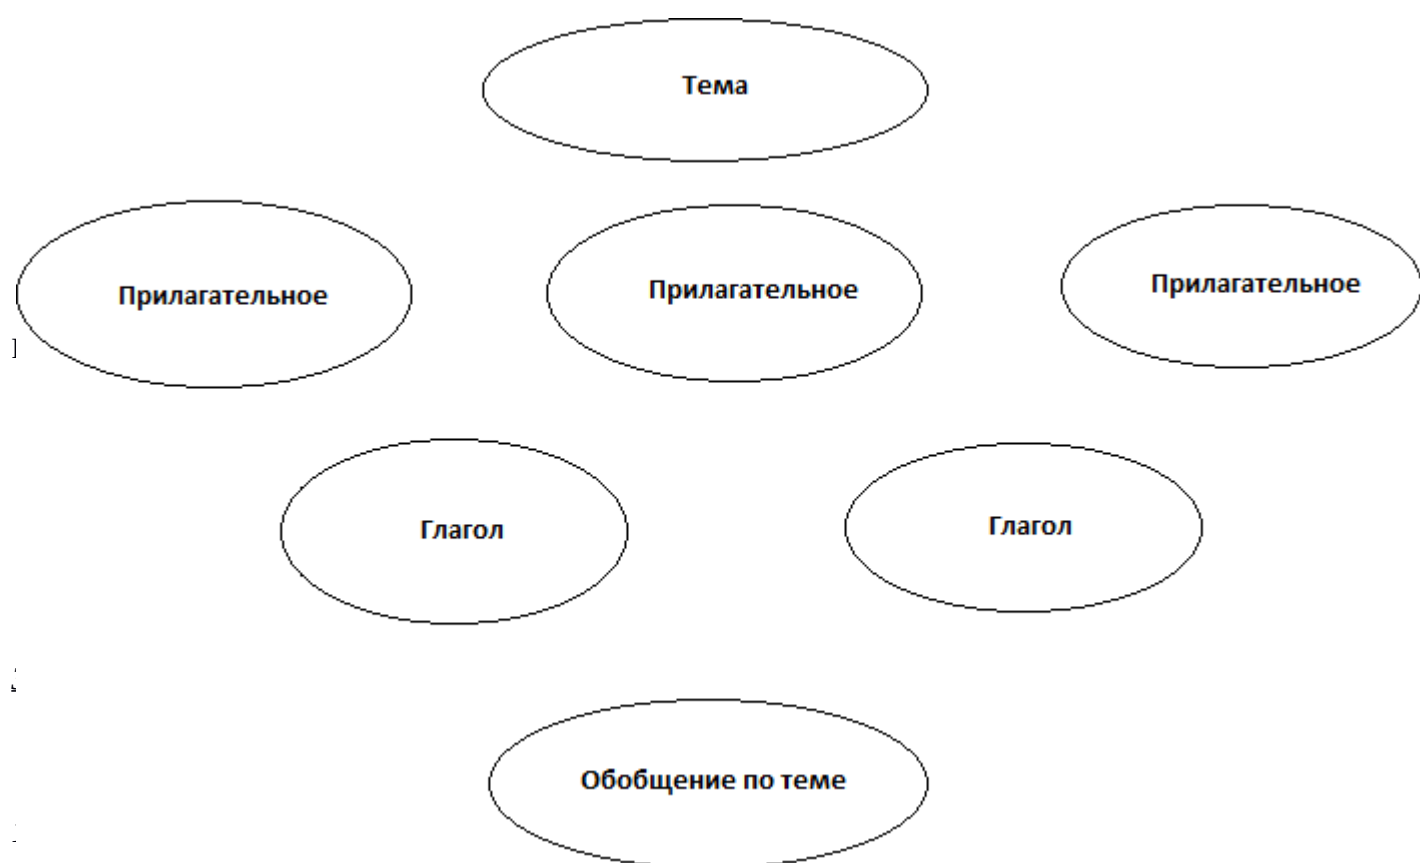 Тема
Прилагательное Прилагательное Прилагательное
Глагол Глагол
Обобщение по теме